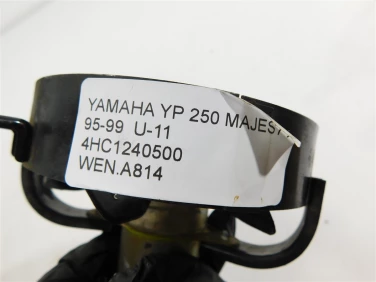 YAMAHA YP 250 MAJES
95-99 U-11
4HC1240500
WEN.A814